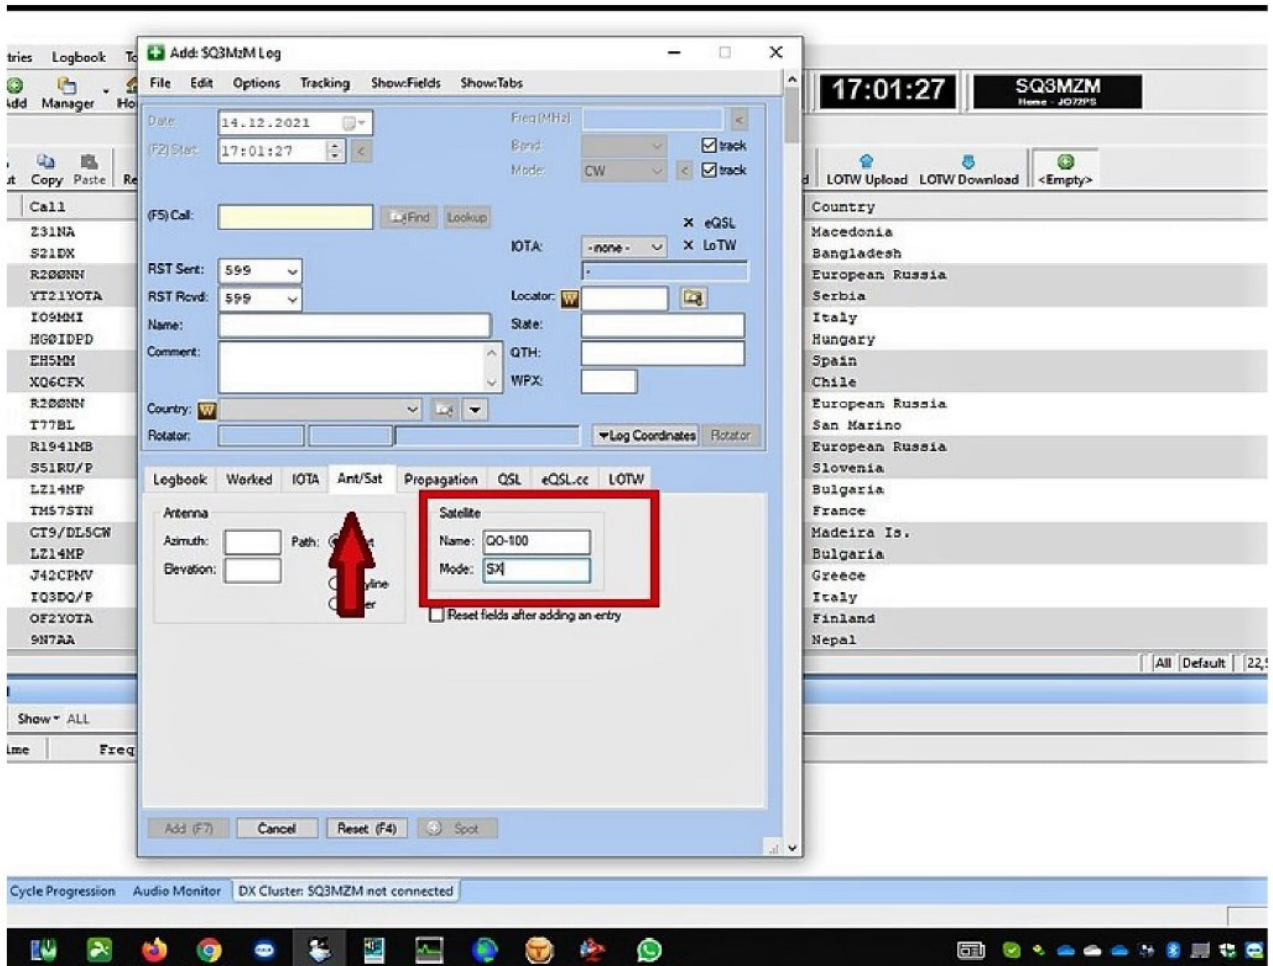 Add: SQ3MzM Log
tries Logbook
File Edit Options Tracking Show:Fields Show:Tabs
Manager
17:01:27
SQ3MZM
Home - JO72PS
Date: 14.12.2021 Freq (MHz) <
(F2) Start: 17:01:27 < Band: track
Mode: CW < track
Copy Paste
LOTW Upload LOTW Download <Empty>
Call Country
(F5) Call: Find Lookup
X eQSL
IOTA: - none - X LoTW
-
RST Sent: 599
RST Rcvd: 599 Locator: W
Name: State:
Comment: QTH:
WPX:
Country: W
Rotator: Log Coordinates Rotator
Z31NA Macedonia
S21DX Bangladesh
R200NN European Russia
YT21YOTA Serbia
IO9MMI Italy
HG0IDPD Hungary
EH5MM Spain
XQ6CFX Chile
R200NN European Russia
T77BL San Marino
R1941MB European Russia
S51RU/P Slovenia
LZ14MP Bulgaria
TM57STN France
CT9/DL5CW Madeira Is.
LZ14MP Bulgaria
J42CPMV Greece
IQ3DQ/P Italy
OF2YOTA Finland
9N7AA Nepal
Logbook Worked IOTA Ant/Sat Propagation QSL eQSL.cc LOTW
Antenna
Azimuth: Path:
Elevation:
Satellite
Name: QO-100
Mode: SX
Reset fields after adding an entry
All Default 22,
Show ALL
Freq
Add (F7) Cancel Reset (F4) Spot
Cycle Progression Audio Monitor DX Cluster: SQ3MZM not connected